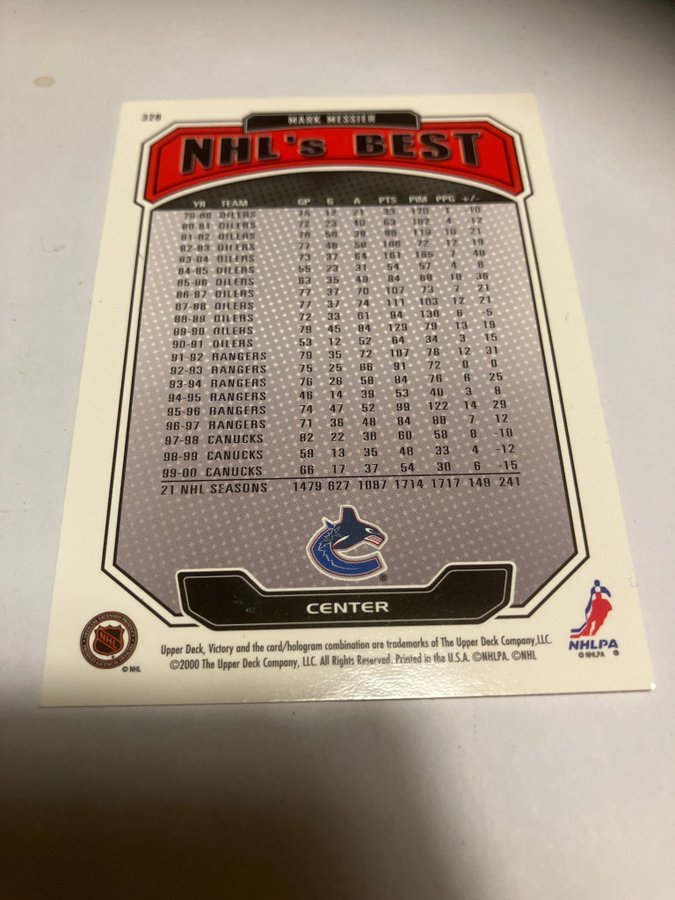 328
MARK MESSIER
NHL's BEST
YR TEAM GP G A PTS PIM PPG +/-
79-80 OILERS 75 12 21 33 120 1 -10
80-81 OILERS 72 23 40 63 102 4 -12
81-82 OILERS 78 50 38 88 119 10 21
82-83 OILERS 77 48 58 106 72 12 19
83-84 OILERS 73 37 64 101 165 7 40
84-85 OILERS 55 23 31 54 57 4 8
85-86 OILERS 63 35 49 84 68 10 36
86-87 OILERS 77 37 70 107 73 7 21
87-88 OILERS 77 37 74 111 103 12 21
88-89 OILERS 72 33 61 94 130 6 -5
89-90 OILERS 79 45 84 129 79 13 19
90-91 OILERS 53 12 52 64 34 3 15
91-92 RANGERS 79 35 72 107 76 12 31
92-93 RANGERS 75 25 66 91 72
93-94 RANGERS 76 26 58 84 76 6 25
94-95 RANGERS 46 14 39 53 40 3 8
95-96 RANGERS 74 47 52 99 122 14 29
96-97 RANGERS 71 36 48 84 88 7 12
97-98 CANUCKS 82 22 38 60 58 8 -10
98-99 CANUCKS 59 13 35 48 33 4 -12
99-00 CANUCKS 66 17 37 54 30 6 -15
21 NHL SEASONS 1479 627 1087 1714 1717 149 241
®
CENTER
NHL
© NHL
Upper Deck, Victory and the card/hologram combination are trademarks of The Upper Deck Company, LLC.
©2000 The Upper Deck Company, LLC. All Rights Reserved. Printed in the U.S.A. ©NHLPA. ©NHL
NHLPA
© NHLPA ®